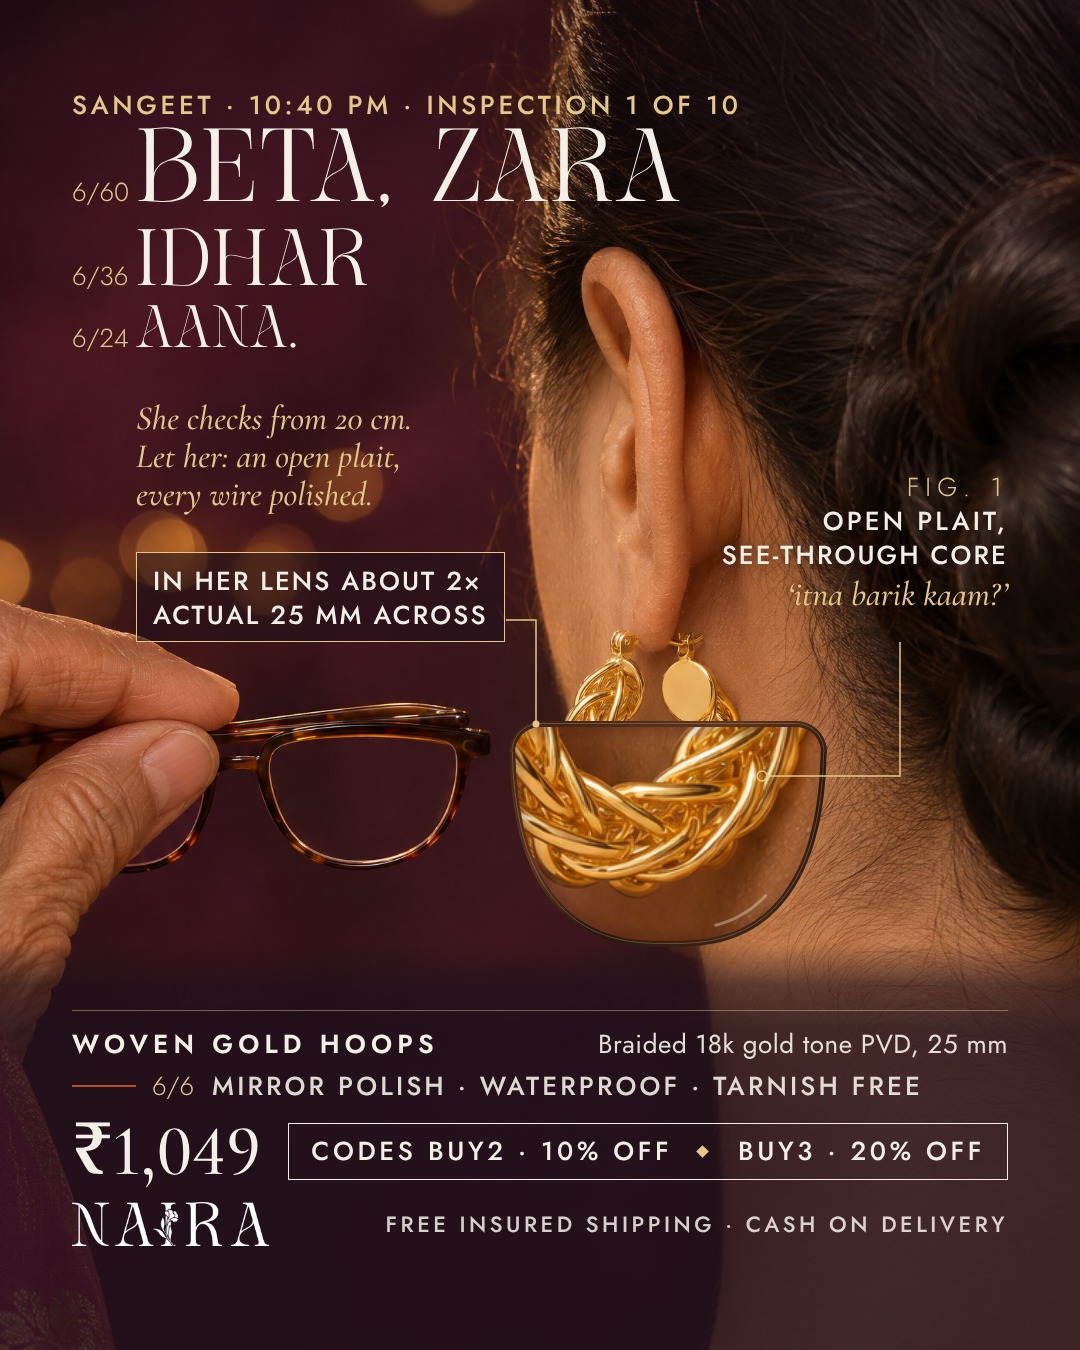 SANGEET · 10:40 PM · INSPECTION 1 OF 10
6/60 BETA, ZARA
6/36 IDHAR
6/24 AANA.
She checks from 20 cm.
Let her: an open plait,
every wire polished.
FIG. 1
OPEN PLAIT,
SEE-THROUGH CORE
‘itna barik kaam?’
IN HER LENS ABOUT 2×
ACTUAL 25 MM ACROSS
WOVEN GOLD HOOPS
Braided 18k gold tone PVD, 25 mm
6/6 MIRROR POLISH · WATERPROOF · TARNISH FREE
₹1,049
CODES BUY2 · 10% OFF ◆ BUY3 · 20% OFF
NAIRA
FREE INSURED SHIPPING · CASH ON DELIVERY